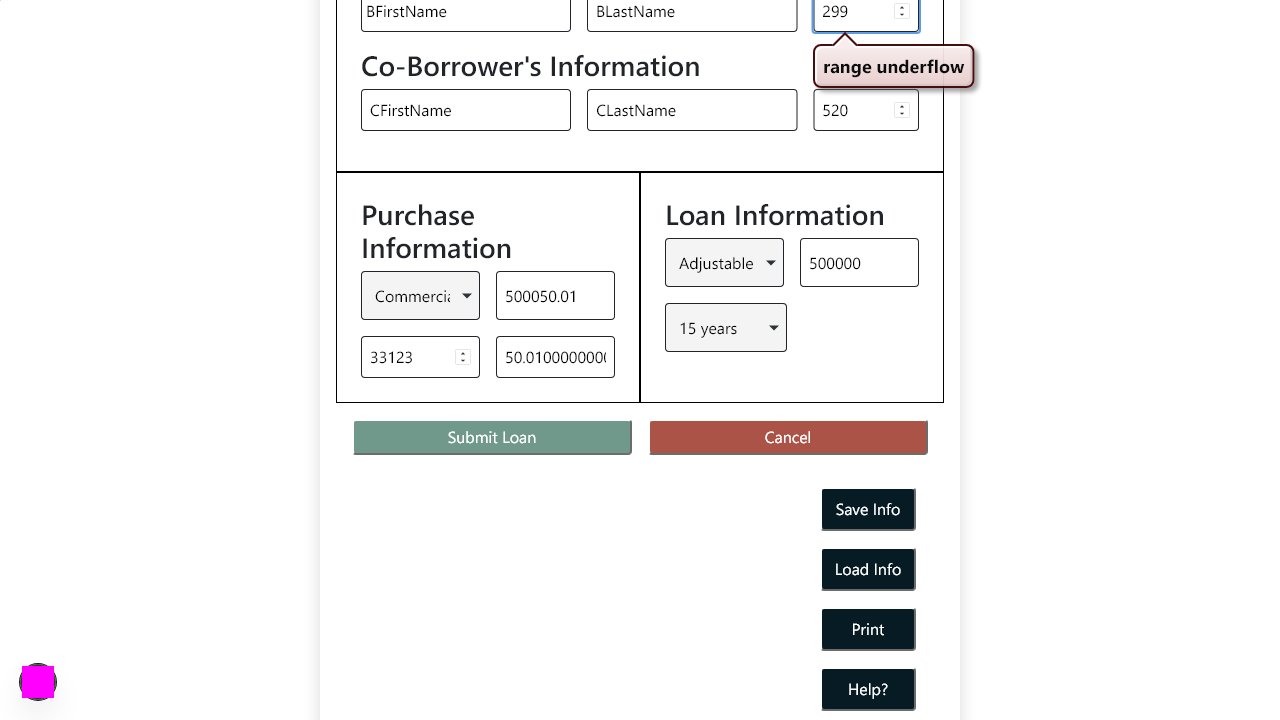 BFirstName
BLastName
299
range underflow
Co-Borrower's Information
CFirstName
CLastName
520
Purchase
Information
Commercia
500050.01
33123
50.0100000000
Loan Information
Adjustable
500000
15 years
Submit Loan
Cancel
Save Info
Load Info
Print
Help?